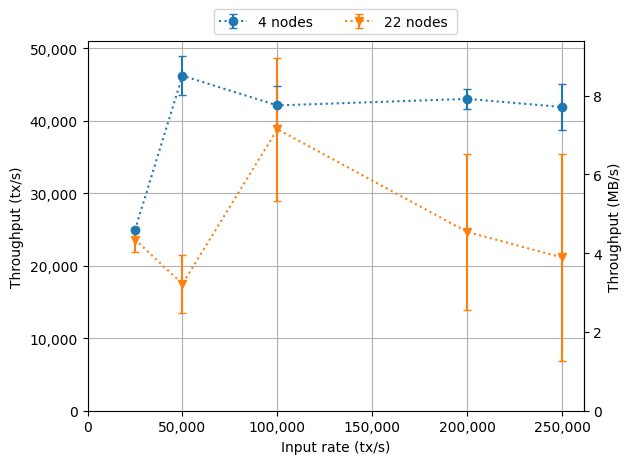 4 nodes 22 nodes
50,000
40,000
30,000
20,000
10,000
0
Throughput (tx/s)
8
6
4
2
0
Throughput (MB/s)
0 50,000 100,000 150,000 200,000 250,000
Input rate (tx/s)